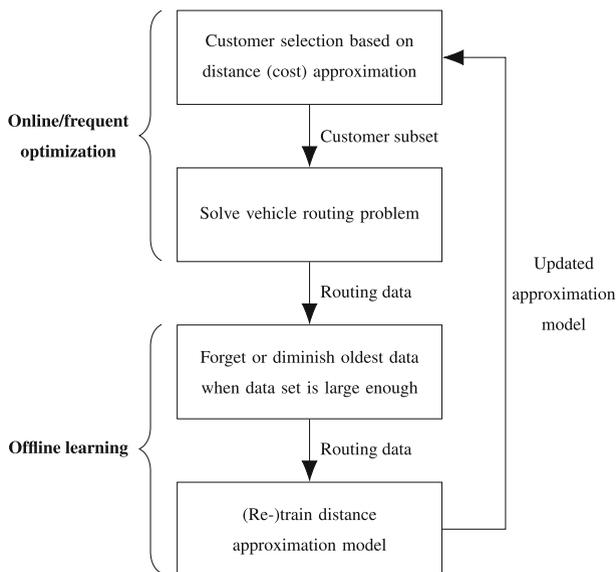 Customer selection based on
distance (cost) approximation
Online/frequent
optimization
Customer subset
Solve vehicle routing problem
Routing data
Updated
approximation
model
Forget or diminish oldest data
when data set is large enough
Offline learning
Routing data
(Re-)train distance
approximation model